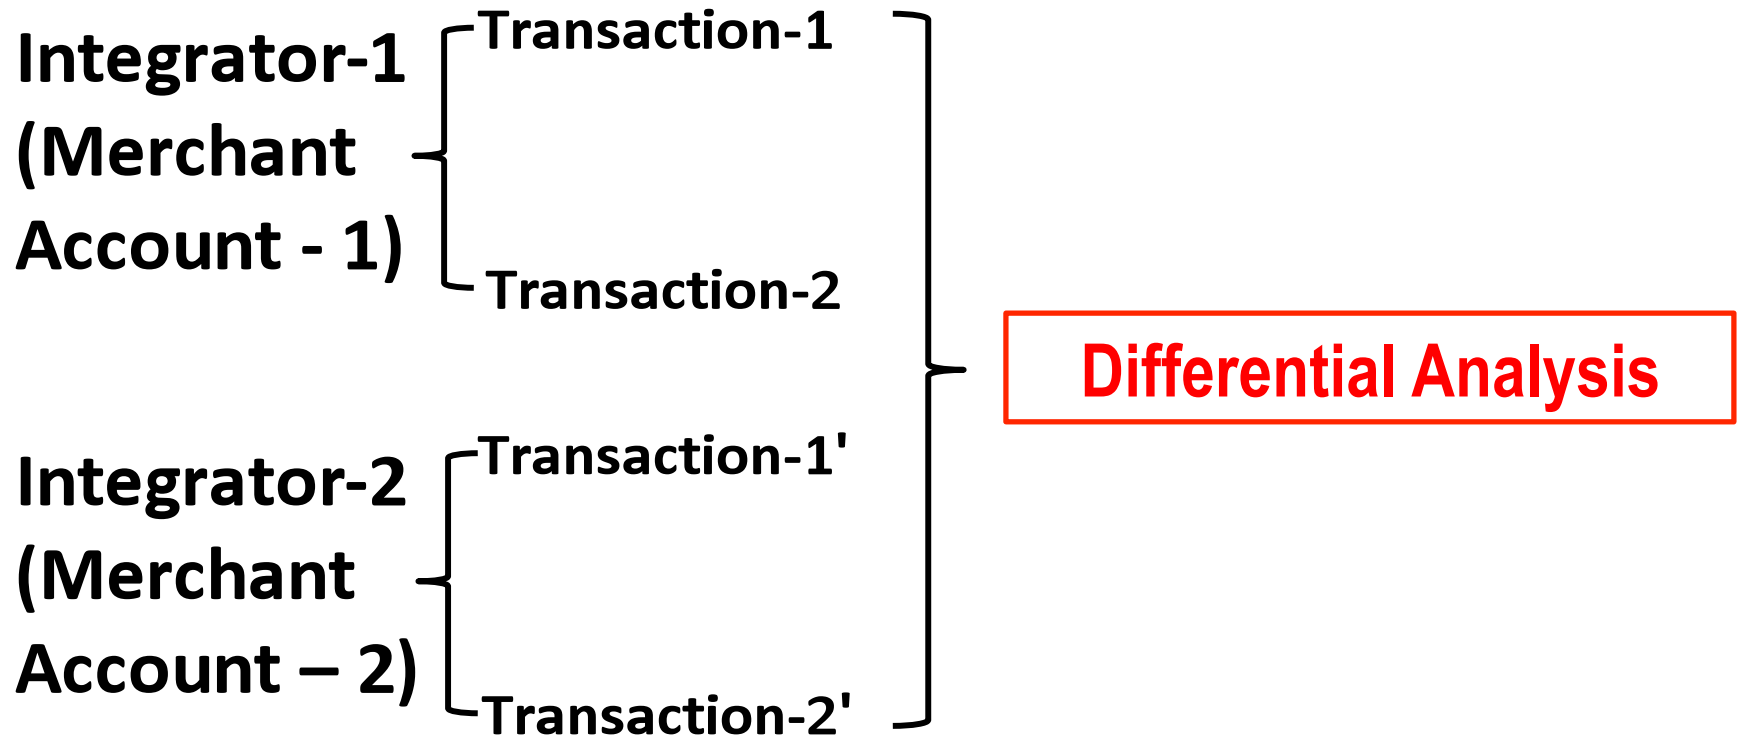 Integrator-1
(Merchant
Account - 1)
Transaction-1
Transaction-2
Integrator-2
(Merchant
Account – 2)
Transaction-1'
Transaction-2'
Differential Analysis